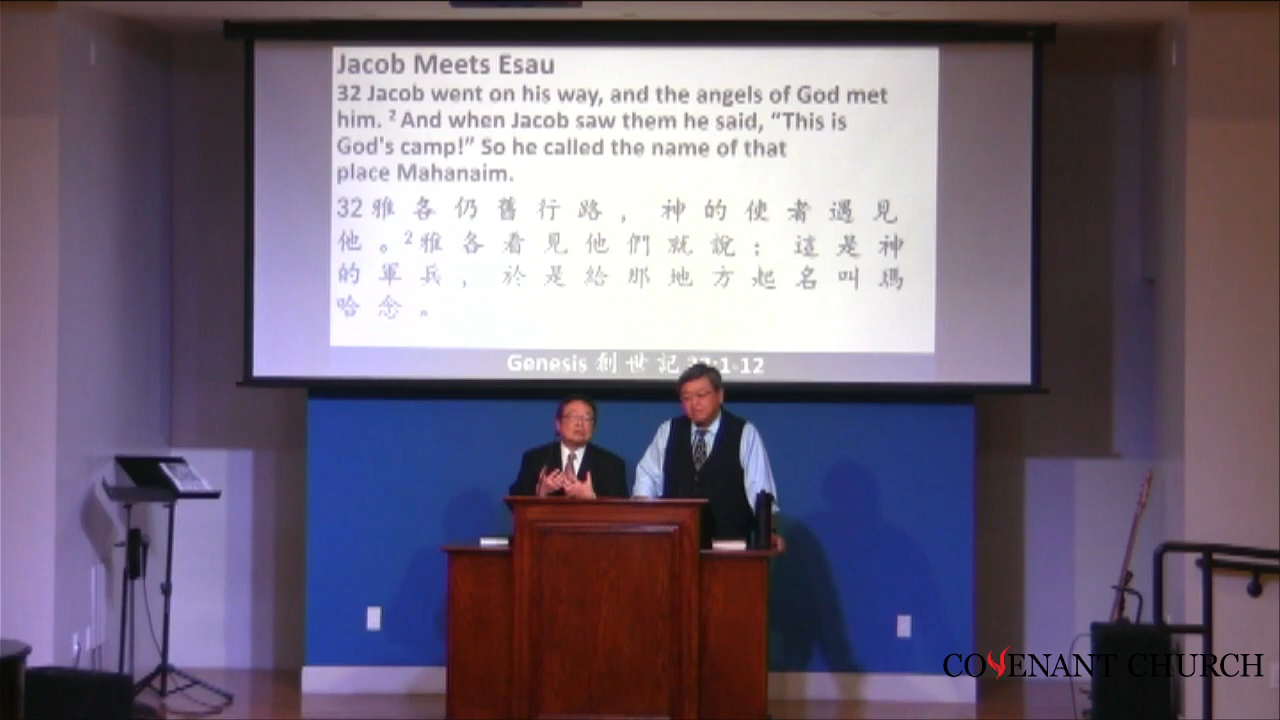 Jacob Meets Esau
32 Jacob went on his way, and the angels of God met
him. 2 And when Jacob saw them he said, “This is
God's camp!” So he called the name of that
place Mahanaim.
32 雅各仍舊行路，神的使者遇見
他。2 雅各看見他們就說：這是神
的軍兵，於是給那地方起名叫瑪
哈念。
Genesis 創世記 32:1-12
COVENANT CHURCH